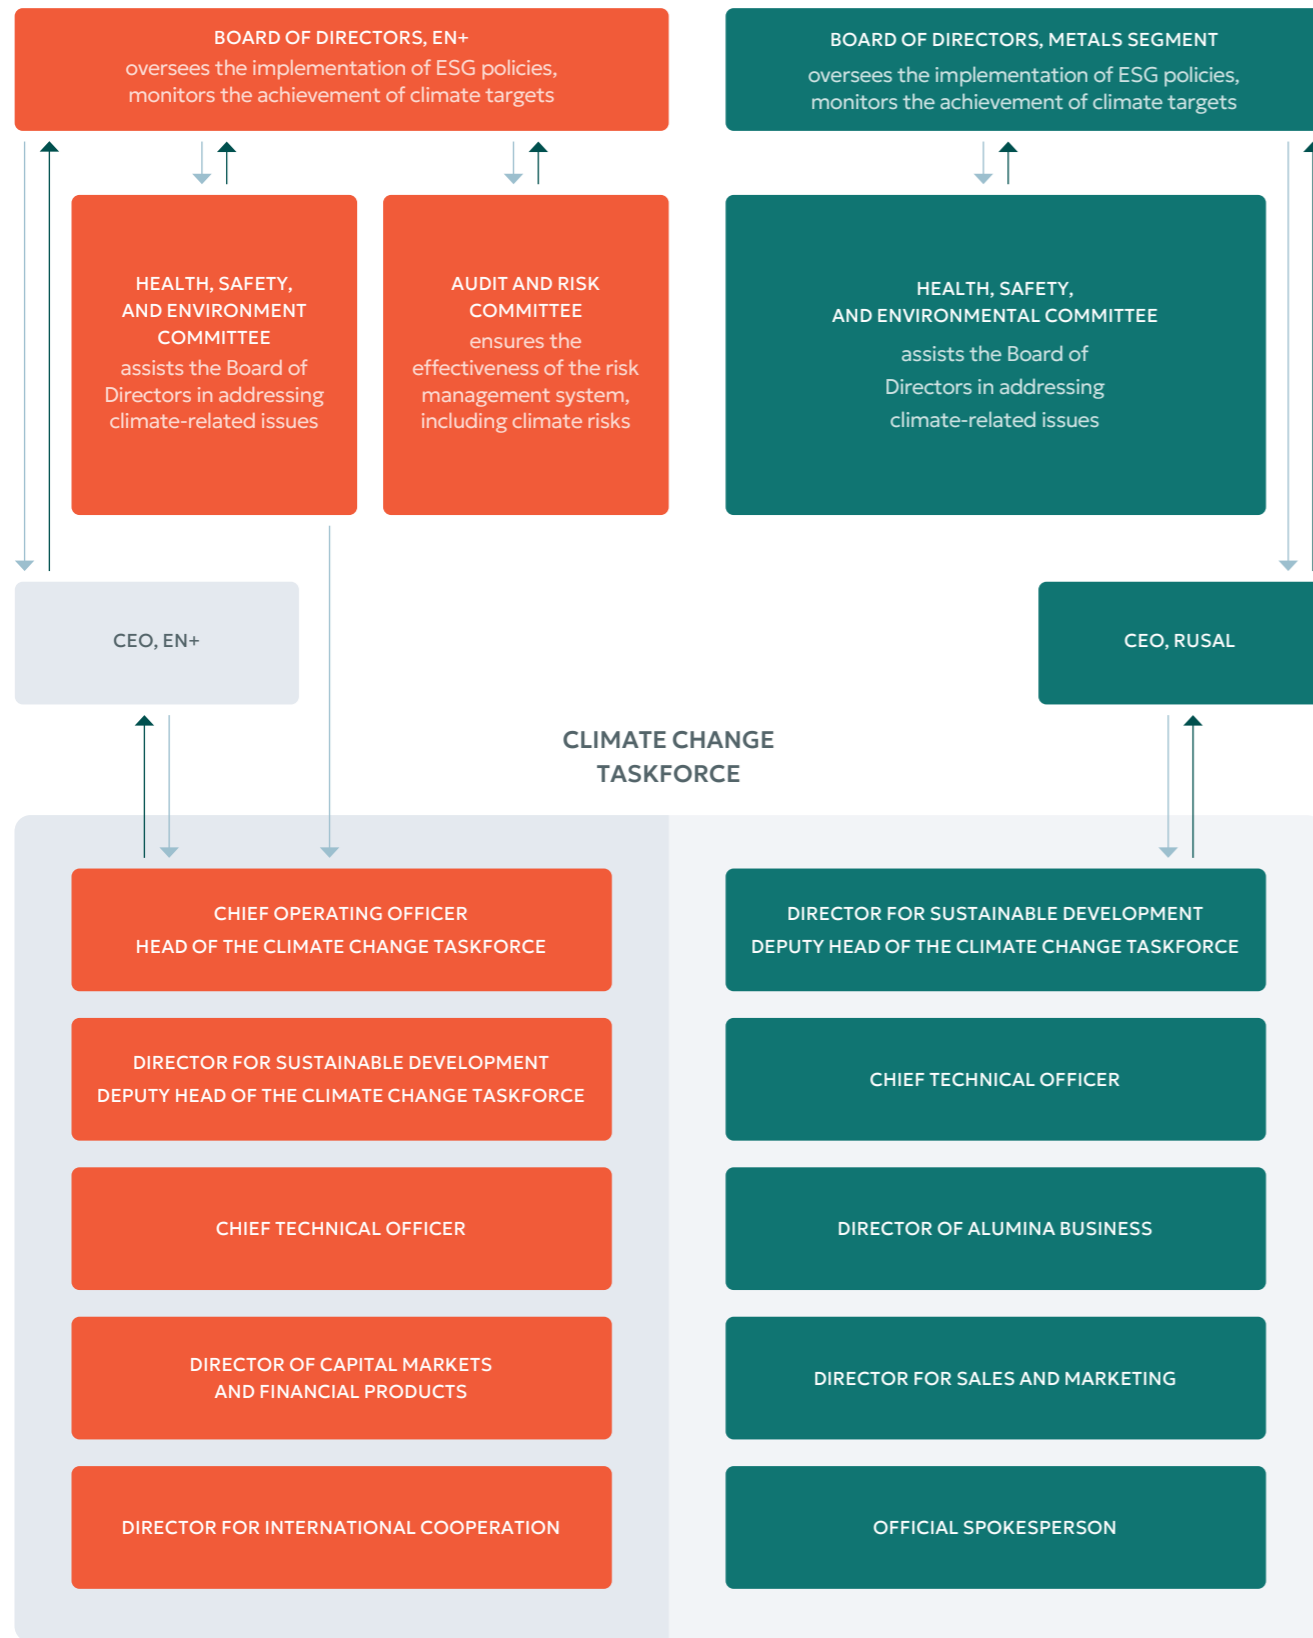 BOARD OF DIRECTORS, EN+
oversees the implementation of ESG policies,
monitors the achievement of climate targets
BOARD OF DIRECTORS, METALS SEGMENT
oversees the implementation of ESG policies,
monitors the achievement of climate targets
HEALTH, SAFETY,
AND ENVIRONMENT
COMMITTEE
assists the Board of
Directors in addressing
climate-related issues
AUDIT AND RISK
COMMITTEE
ensures the
effectiveness of the risk
management system,
including climate risks
HEALTH, SAFETY,
AND ENVIRONMENTAL COMMITTEE
assists the Board of
Directors in addressing
climate-related issues
CEO, EN+
CEO, RUSAL
CLIMATE CHANGE
TASKFORCE
CHIEF OPERATING OFFICER
HEAD OF THE CLIMATE CHANGE TASKFORCE
DIRECTOR FOR SUSTAINABLE DEVELOPMENT
DEPUTY HEAD OF THE CLIMATE CHANGE TASKFORCE
CHIEF TECHNICAL OFFICER
DIRECTOR OF CAPITAL MARKETS
AND FINANCIAL PRODUCTS
DIRECTOR FOR INTERNATIONAL COOPERATION
DIRECTOR FOR SUSTAINABLE DEVELOPMENT
DEPUTY HEAD OF THE CLIMATE CHANGE TASKFORCE
CHIEF TECHNICAL OFFICER
DIRECTOR OF ALUMINA BUSINESS
DIRECTOR FOR SALES AND MARKETING
OFFICIAL SPOKESPERSON